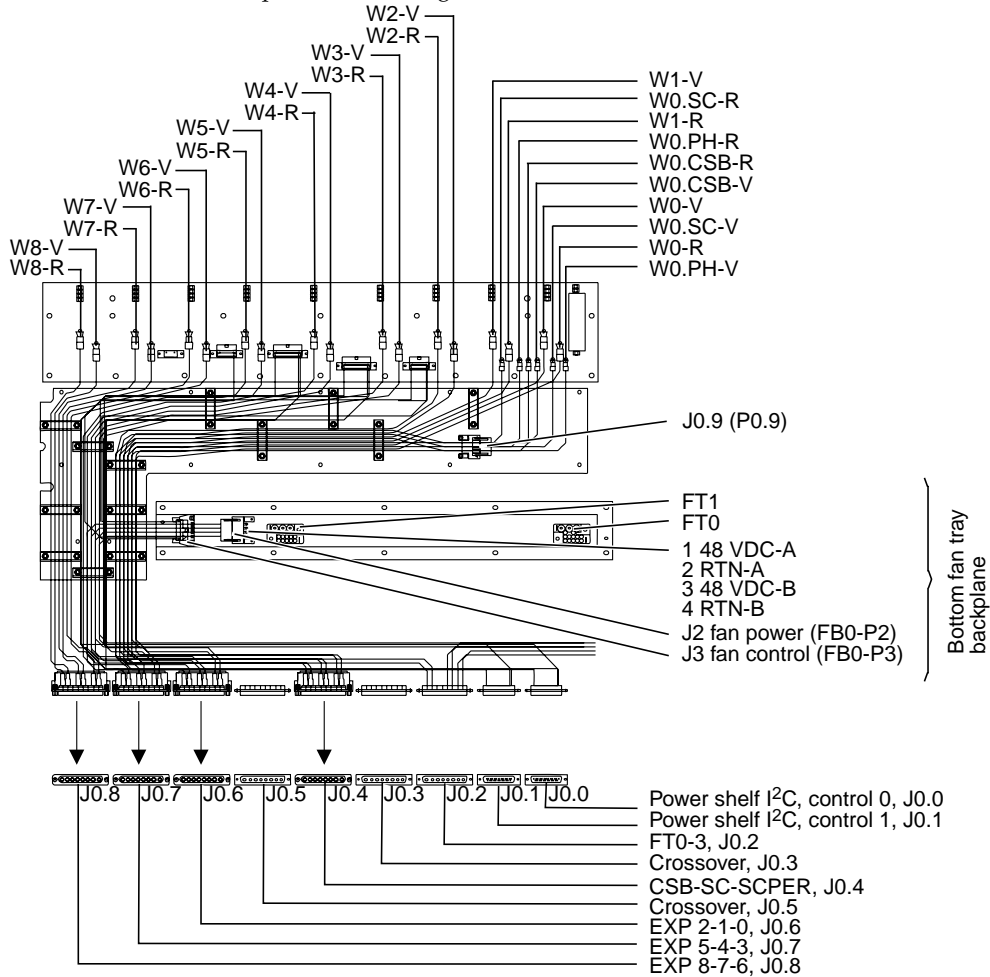 W2-V
W2-R
W3-V
W3-R
W4-V
W4-R
W5-V
W5-R
W6-V
W6-R
W7-V
W7-R
W8-V
W8-R
W1-V
W0.SC-R
W1-R
W0.PH-R
W0.CSB-R
W0.CSB-V
W0-V
W0.SC-V
W0-R
W0.PH-V
J0.9 (P0.9)
FT1
FT0
1 48 VDC-A
2 RTN-A
3 48 VDC-B
4 RTN-B
J2 fan power (FB0-P2)
J3 fan control (FB0-P3)
Bottom fan tray
backplane
J0.8 J0.7 J0.6 J0.5 J0.4 J0.3 J0.2 J0.1 J0.0
Power shelf I2C, control 0, J0.0
Power shelf I2C, control 1, J0.1
FT0-3, J0.2
Crossover, J0.3
CSB-SC-SCPER, J0.4
Crossover, J0.5
EXP 2-1-0, J0.6
EXP 5-4-3, J0.7
EXP 8-7-6, J0.8